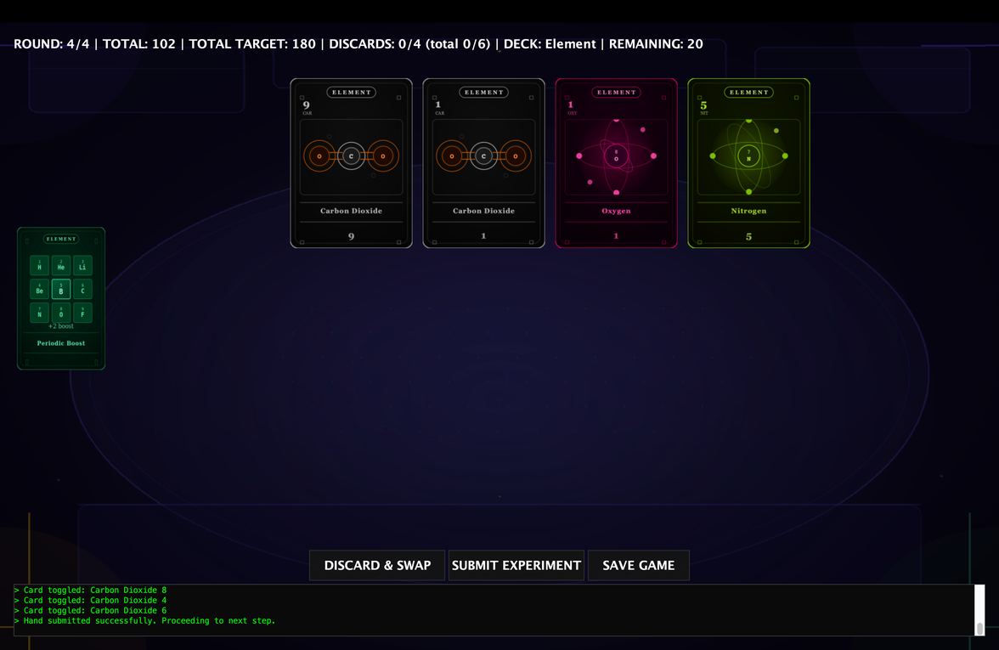 ROUND: 4/4 | TOTAL: 102 | TOTAL TARGET: 180 | DISCARDS: 0/4 (total 0/6) | DECK: Element | REMAINING: 20
ELEMENT
9
CAR
O C O
Carbon Dioxide
9
ELEMENT
1
CAR
O C O
Carbon Dioxide
1
ELEMENT
1
OXY
8
O
Oxygen
1
ELEMENT
5
NIT
7
N
Nitrogen
5
ELEMENT
1 2 3
H He Li
4 5 6
Be B C
7 8 9
N O F
+2 boost
Periodic Boost
DISCARD & SWAP
SUBMIT EXPERIMENT
SAVE GAME
> Card toggled: Carbon Dioxide 8
> Card toggled: Carbon Dioxide 4
> Card toggled: Carbon Dioxide 6
> Hand submitted successfully. Proceeding to next step.